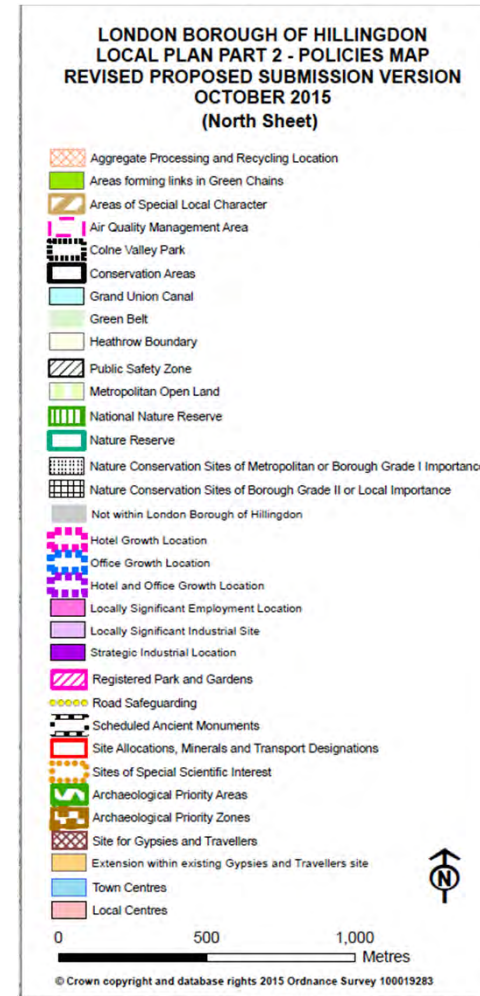 LONDON BOROUGH OF HILLINGDON
LOCAL PLAN PART 2 - POLICIES MAP
REVISED PROPOSED SUBMISSION VERSION
OCTOBER 2015
(North Sheet)
Aggregate Processing and Recycling Location
Areas forming links in Green Chains
Areas of Special Local Character
Air Quality Management Area
Colne Valley Park
Conservation Areas
Grand Union Canal
Green Belt
Heathrow Boundary
Public Safety Zone
Metropolitan Open Land
National Nature Reserve
Nature Reserve
Nature Conservation Sites of Metropolitan or Borough Grade I Importance
Nature Conservation Sites of Borough Grade II or Local Importance
Not within London Borough of Hillingdon
Hotel Growth Location
Office Growth Location
Hotel and Office Growth Location
Locally Significant Employment Location
Locally Significant Industrial Site
Strategic Industrial Location
Registered Park and Gardens
Road Safeguarding
Scheduled Ancient Monuments
Site Allocations, Minerals and Transport Designations
Sites of Special Scientific Interest
Archaeological Priority Areas
Archaeological Priority Zones
Site for Gypsies and Travellers
Extension within existing Gypsies and Travellers site
Town Centres
Local Centres
N
0 500 1,000
Metres
© Crown copyright and database rights 2015 Ordnance Survey 100019283